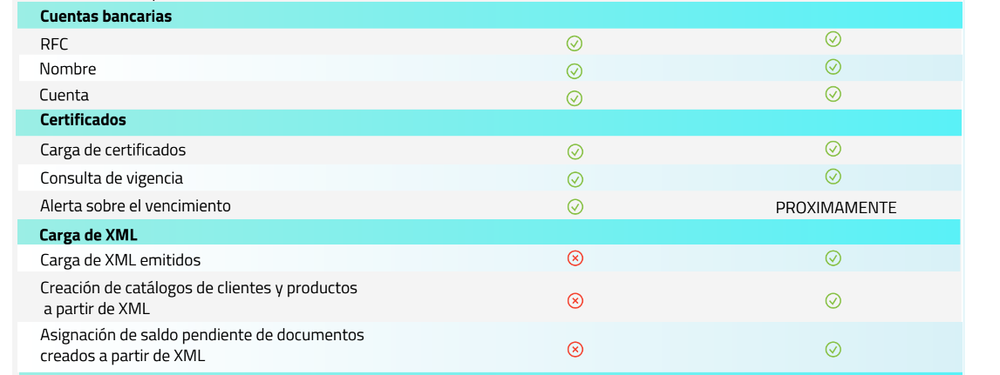 Cuentas bancarias
RFC
Nombre
Cuenta
Certificados
Carga de certificados
Consulta de vigencia
Alerta sobre el vencimiento PROXIMAMENTE
Carga de XML
Carga de XML emitidos
Creación de catálogos de clientes y productos
a partir de XML
Asignación de saldo pendiente de documentos
creados a partir de XML